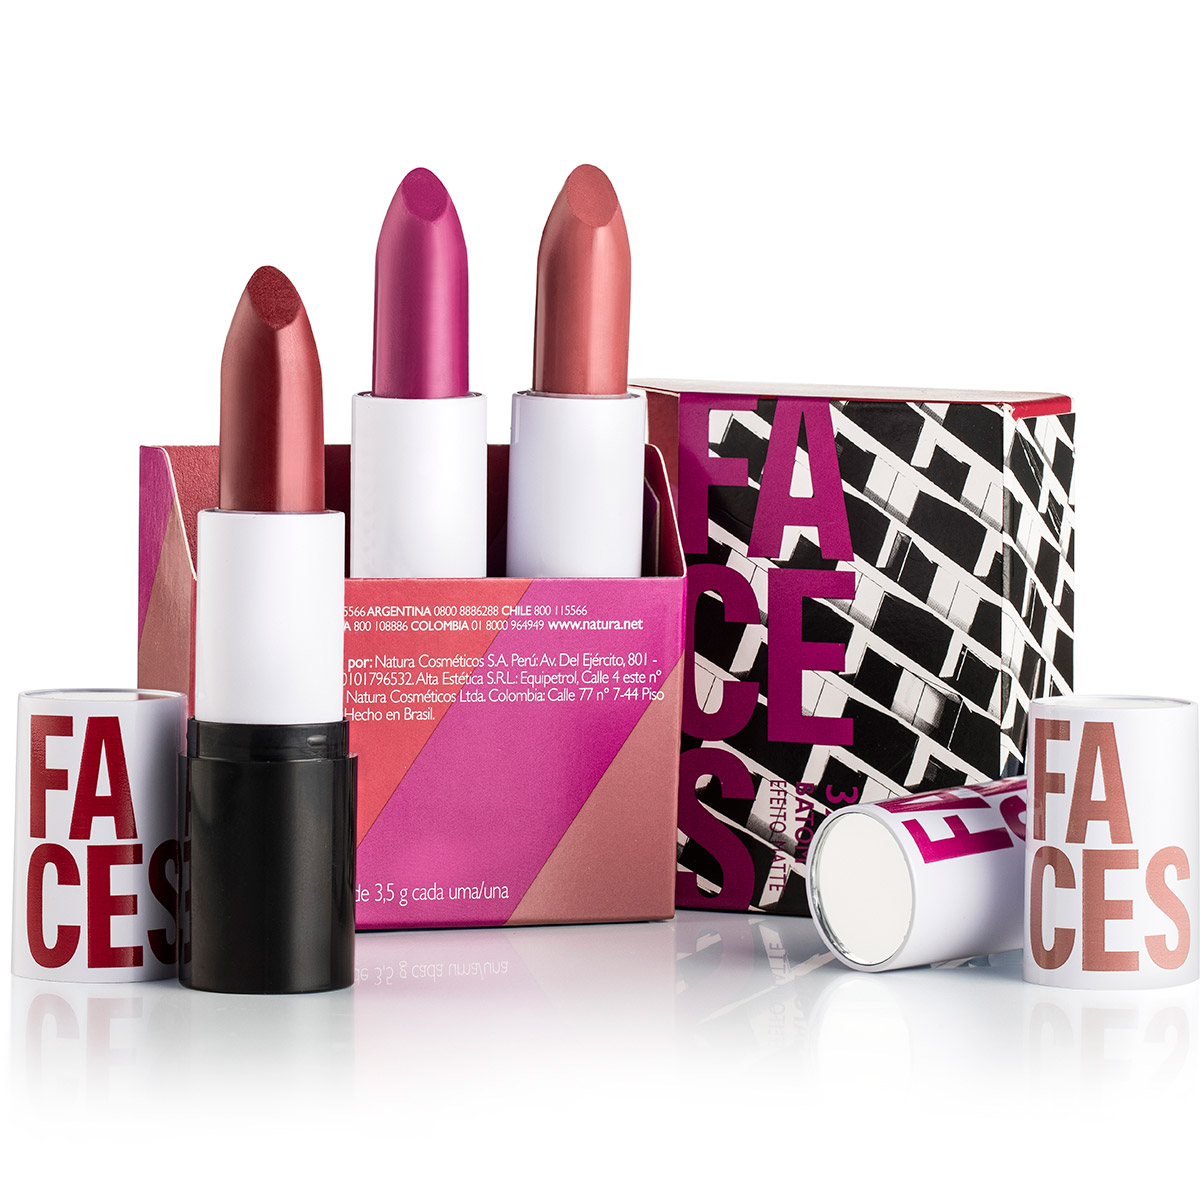 FA
CES
5566 ARGENTINA 0800 8886288 CHILE 800 115566
A 800 108886 COLOMBIA 01 8000 964949 www.natura.net
por: Natura Cosméticos S.A. Perú: Av. Del Ejército, 801 -
0101796532. Alta Estética S.R.L.: Equipetrol, Calle 4 este nº
Natura Cosméticos Ltda. Colombia: Calle 77 nº 7-44 Piso
Hecho en Brasil.
de 3,5 g cada uma/una
FA
CE
S
3
BATOM
EFEITO MATTE
FA
FA
CES